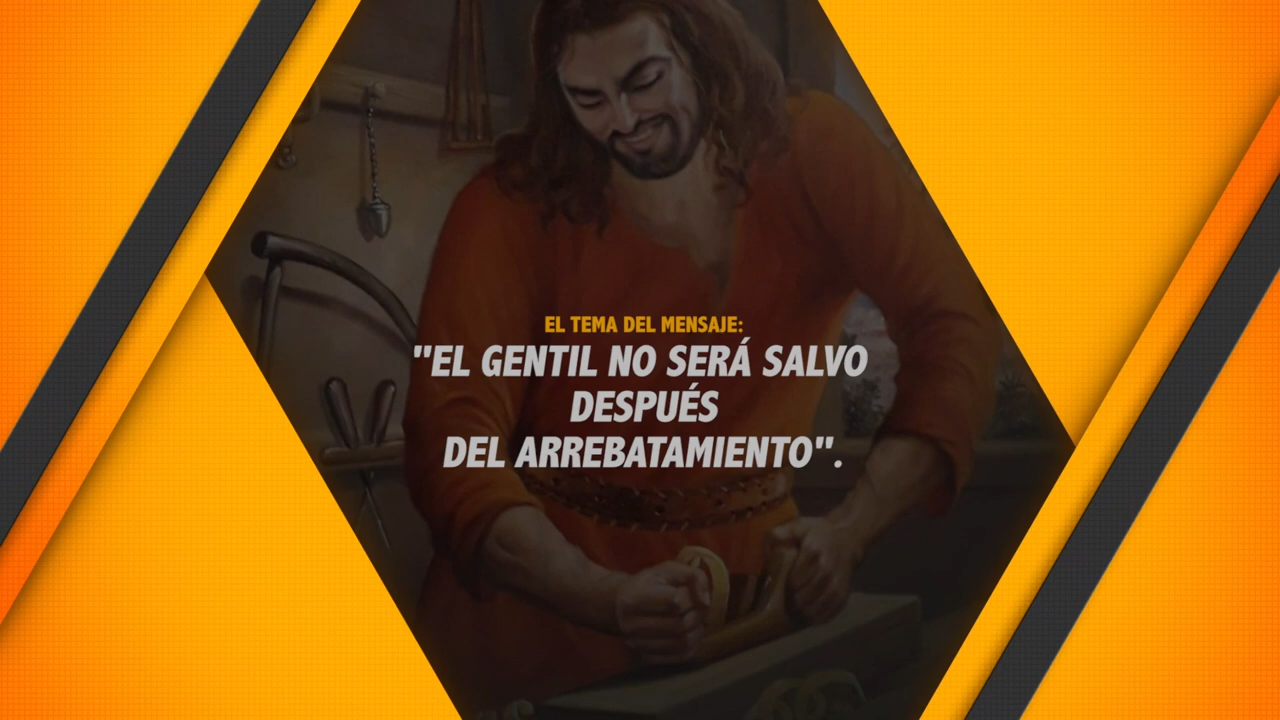 EL TEMA DEL MENSAJE:
"EL GENTIL NO SERÁ SALVO
DESPUÉS
DEL ARREBATAMIENTO".